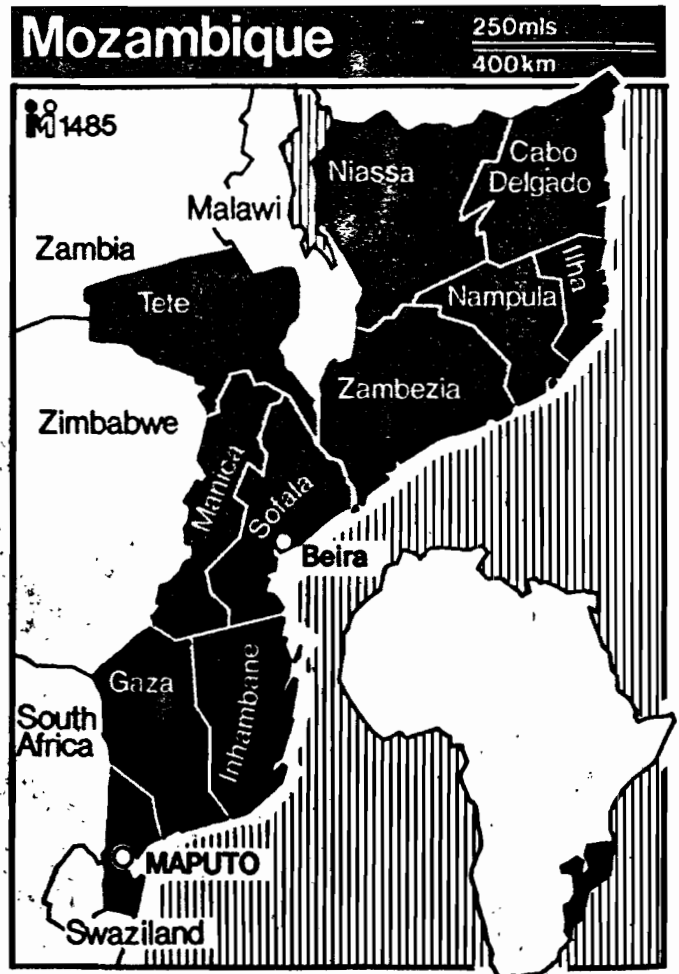 Mozambique
250mls
400km
1485
Niassa
Cabo
Delgado
Malawi
Zambia
Ilha
Tete
Nampula
Zambezia
Zimbabwe
Manica
Sofala
Beira
Gaza
Inhambane
South
Africa
MAPUTO
Swaziland